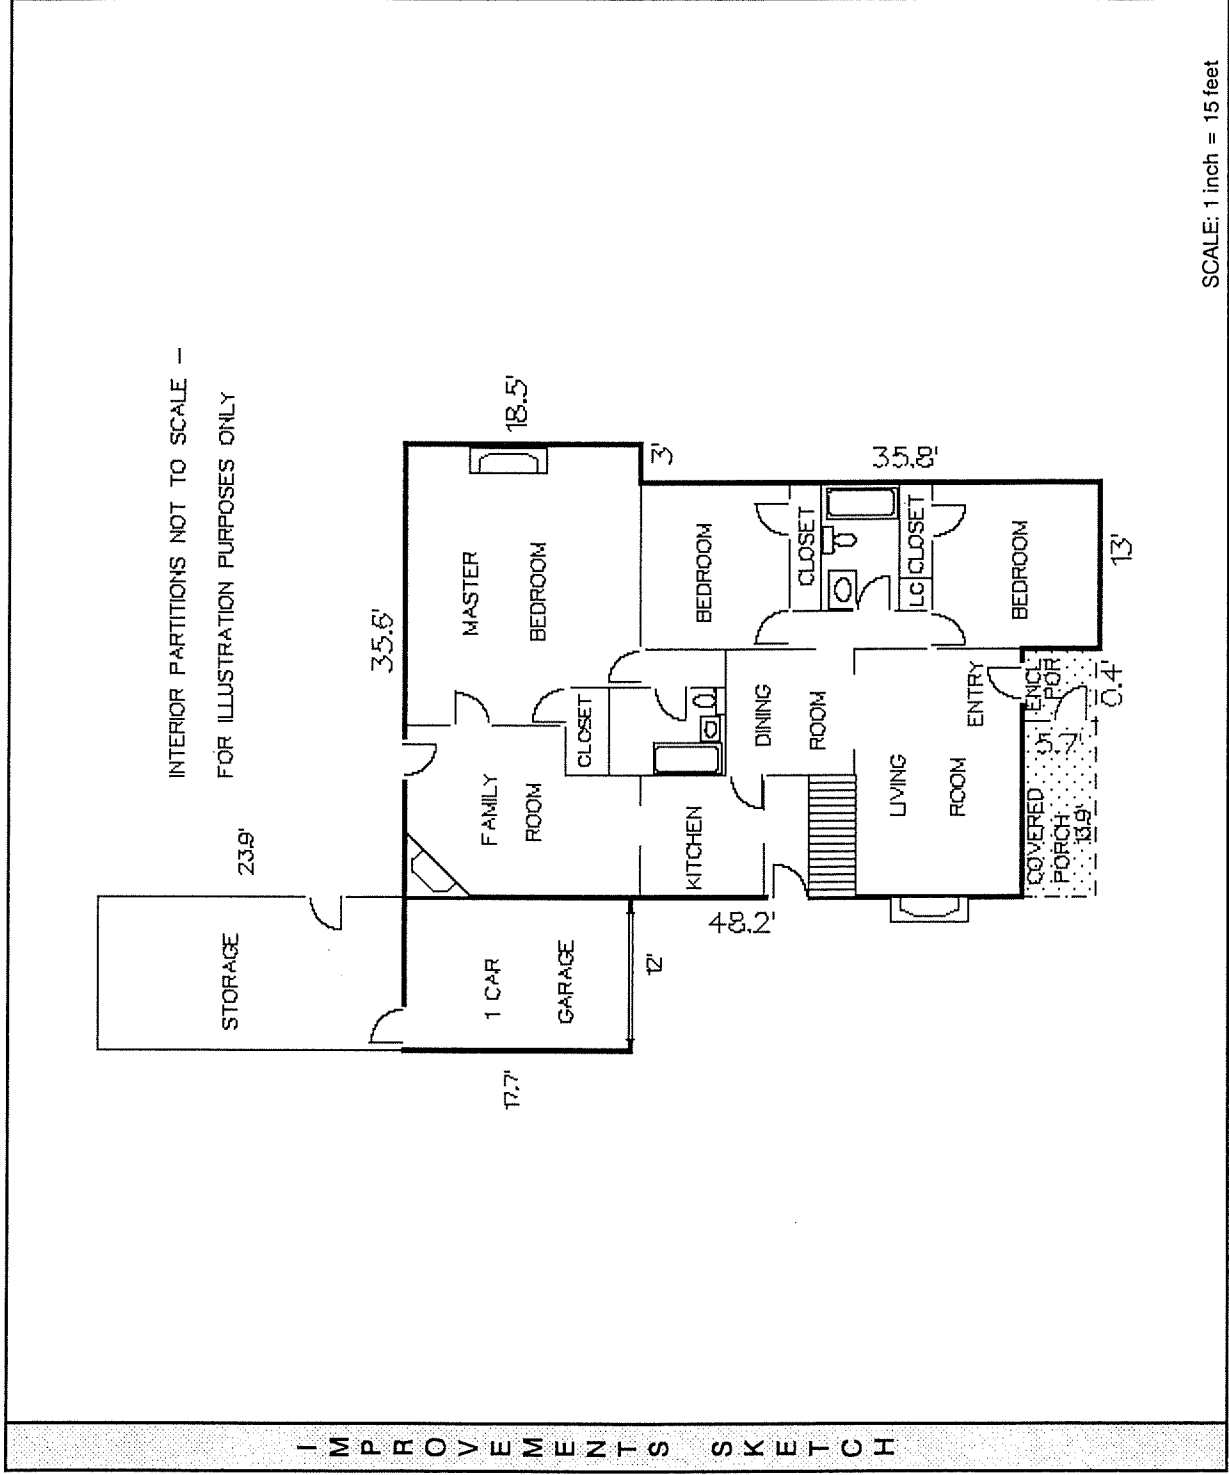 IMPROVEMENTS SKETCH
INTERIOR PARTITIONS NOT TO SCALE —
FOR ILLUSTRATION PURPOSES ONLY
23.9'
STORAGE
35.6'
17.7'
1 CAR
GARAGE
12'
FAMILY
ROOM
MASTER
BEDROOM
18.5'
3'
CLOSET
KITCHEN
48.2'
DINING
ROOM
BEDROOM
CLOSET
35.8'
LC
CLOSET
LIVING
ROOM
ENTRY
BEDROOM
13'
COVERED
PORCH
13.9'
5.7'
ENCL
POR
0.4'
SCALE: 1 inch = 15 feet